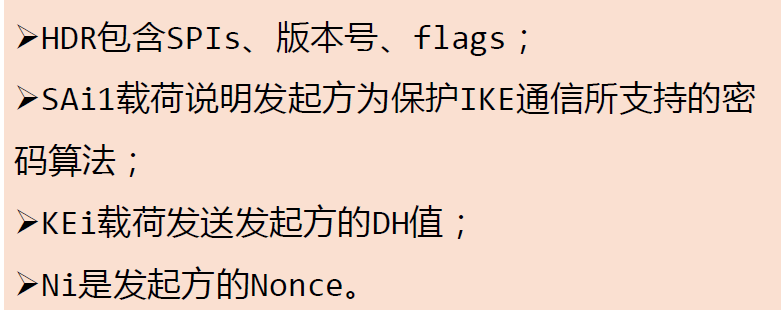 ➢HDR包含SPIs、版本号、flags；
➢SAi1载荷说明发起方为保护IKE通信所支持的密
码算法；
➢KEi载荷发送发起方的DH值；
➢Ni是发起方的Nonce。